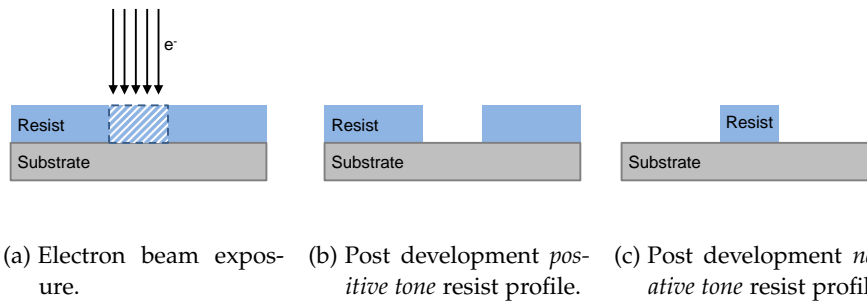 e-
Resist
Substrate
Resist
Substrate
Resist
Substrate
(a) Electron beam expos-
ure.
(b) Post development pos-
itive tone resist profile.
(c) Post development
ative tone resist